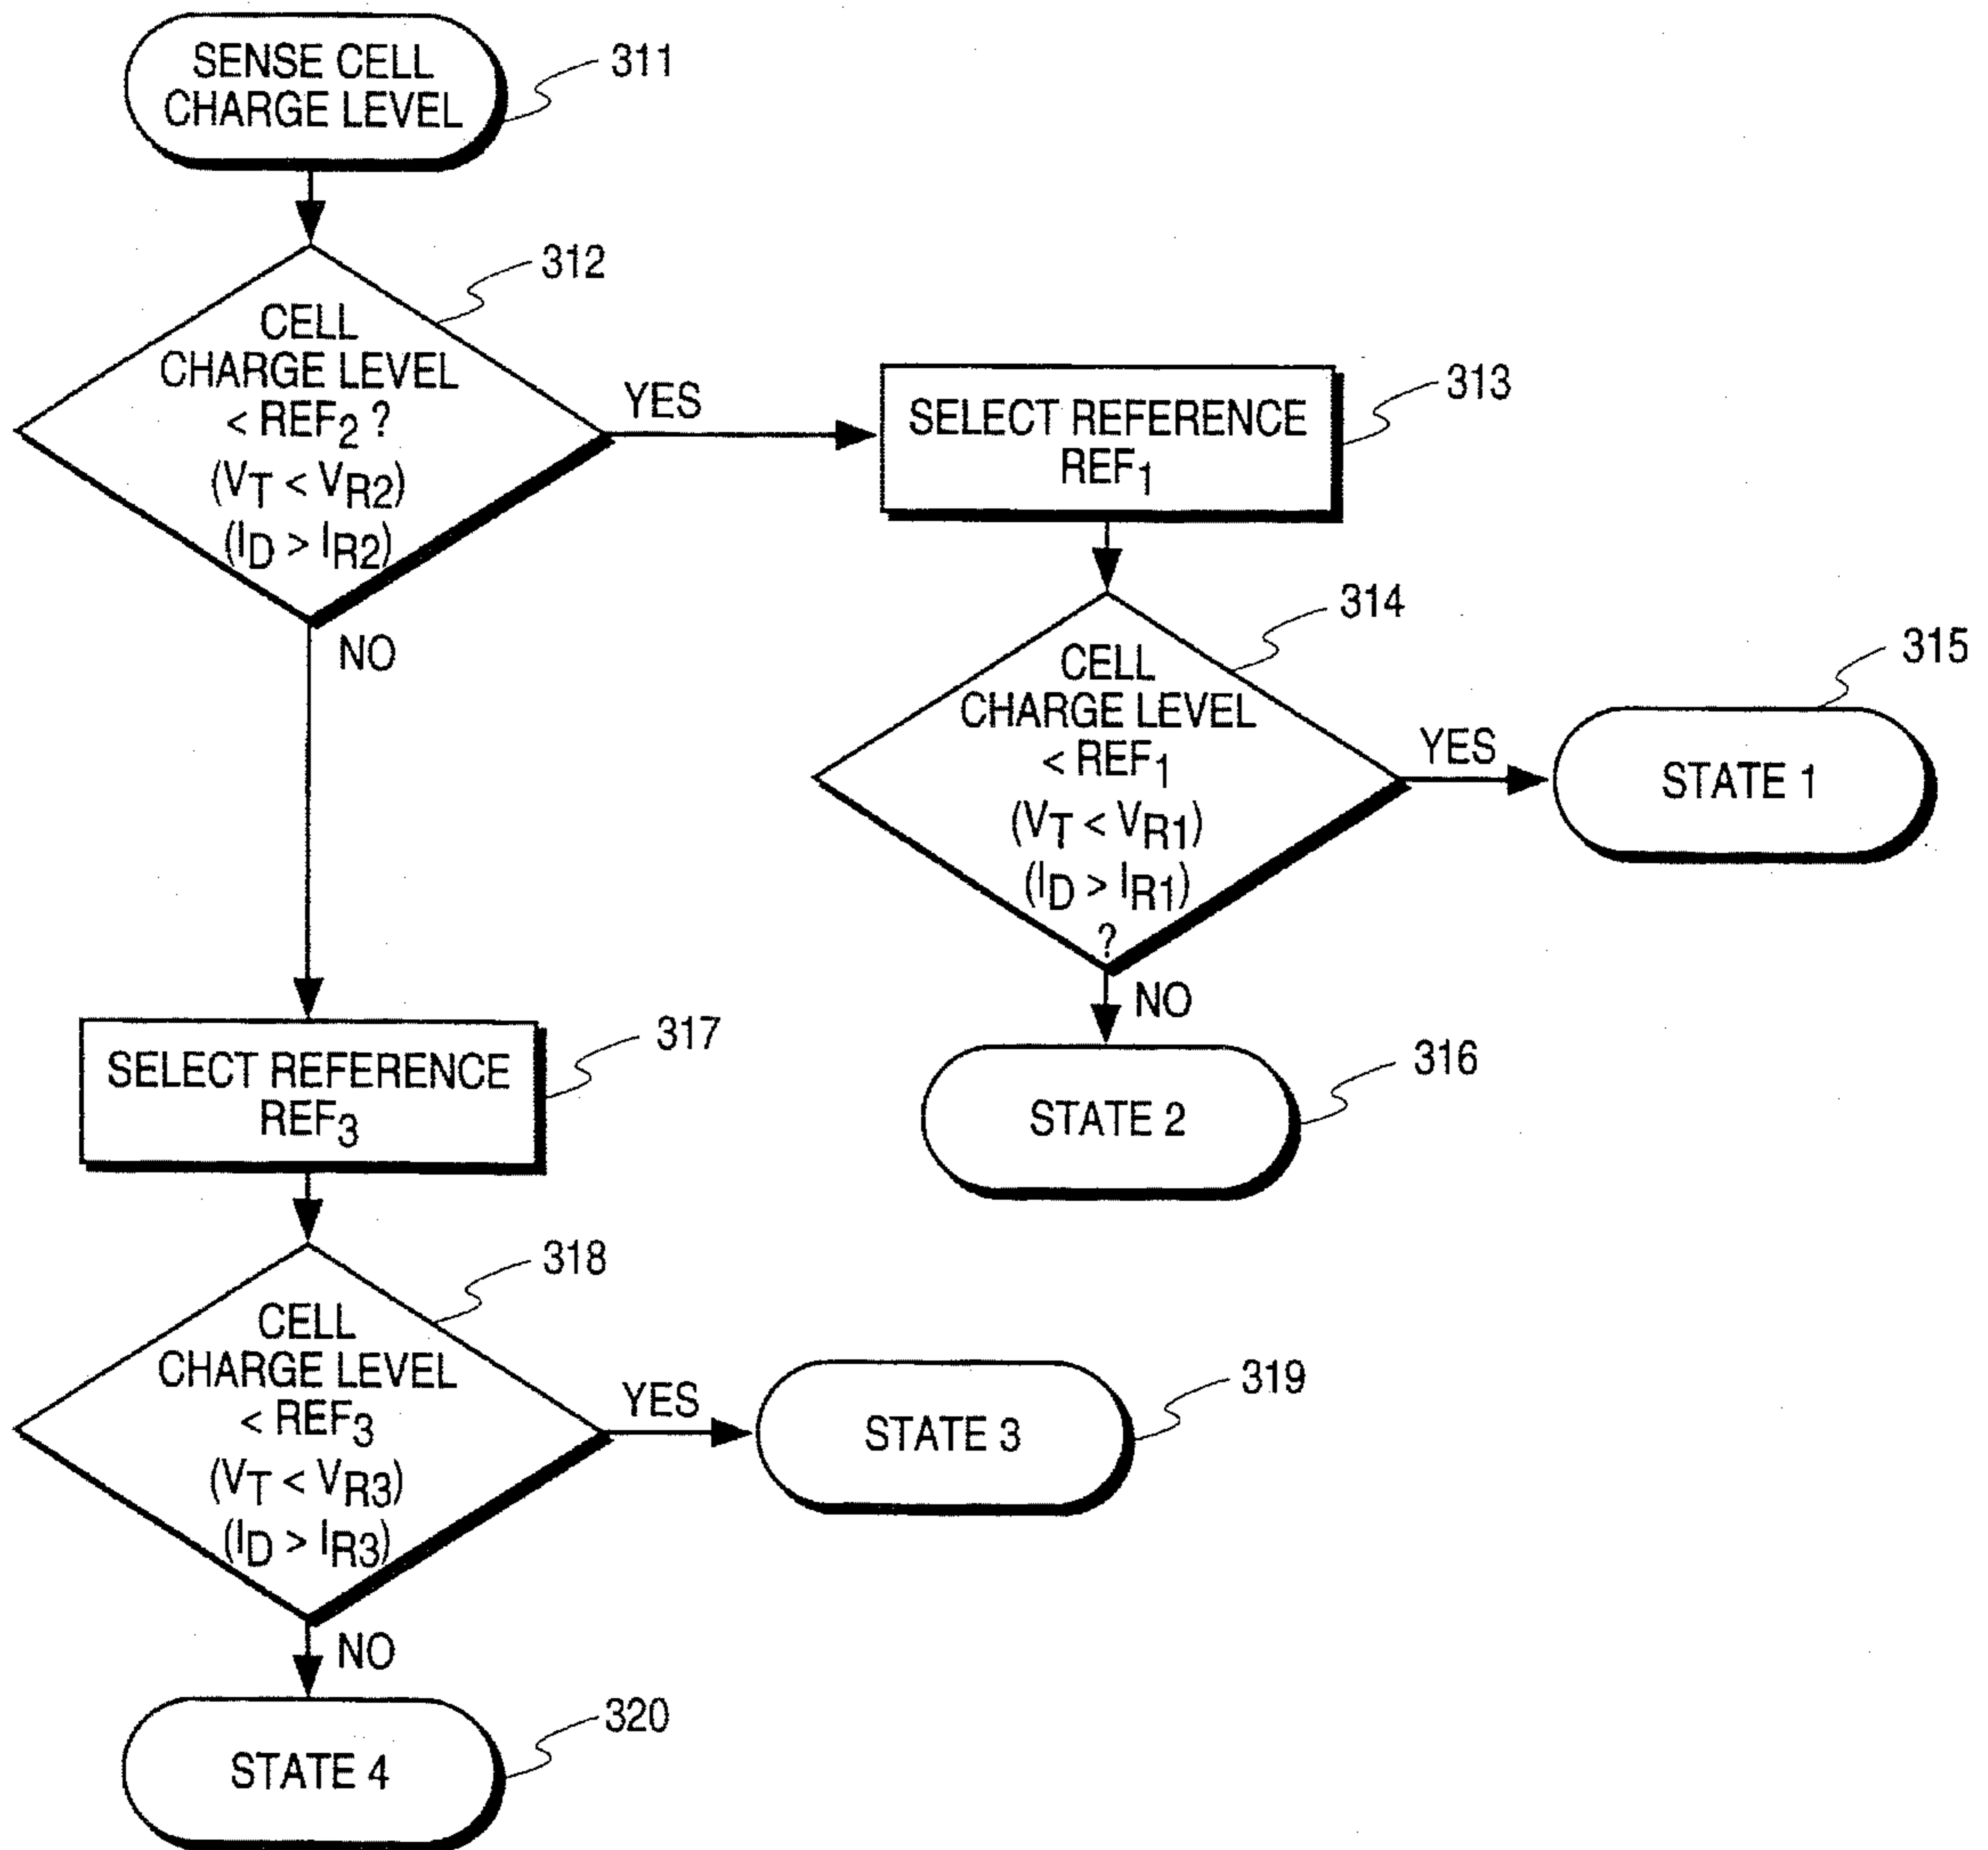 SENSE CELL
CHARGE LEVEL
311
312
CELL
CHARGE LEVEL
< REF2 ?
(VT < VR2)
(ID > IR2)
YES
NO
313
SELECT REFERENCE
REF1
314
CELL
CHARGE LEVEL
< REF1
(VT < VR1)
(ID > IR1)
?
YES
NO
315
STATE 1
316
STATE 2
317
SELECT REFERENCE
REF3
318
CELL
CHARGE LEVEL
< REF3
(VT < VR3)
(ID > IR3)
YES
NO
319
STATE 3
320
STATE 4